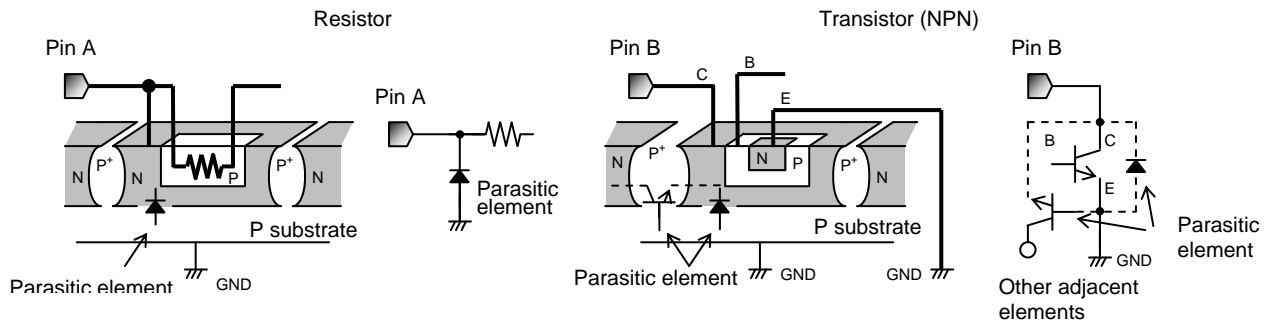 Resistor
Pin A
N
P+
N
P
P+
N
P substrate
Parasitic element
GND
Pin A
Parasitic
element
Transistor (NPN)
Pin B
C
B
E
N
P+
N
P
P+
N
N
P substrate
Parasitic element
GND
GND
Pin B
B
C
E
Parasitic
element
GND
Other adjacent
elements